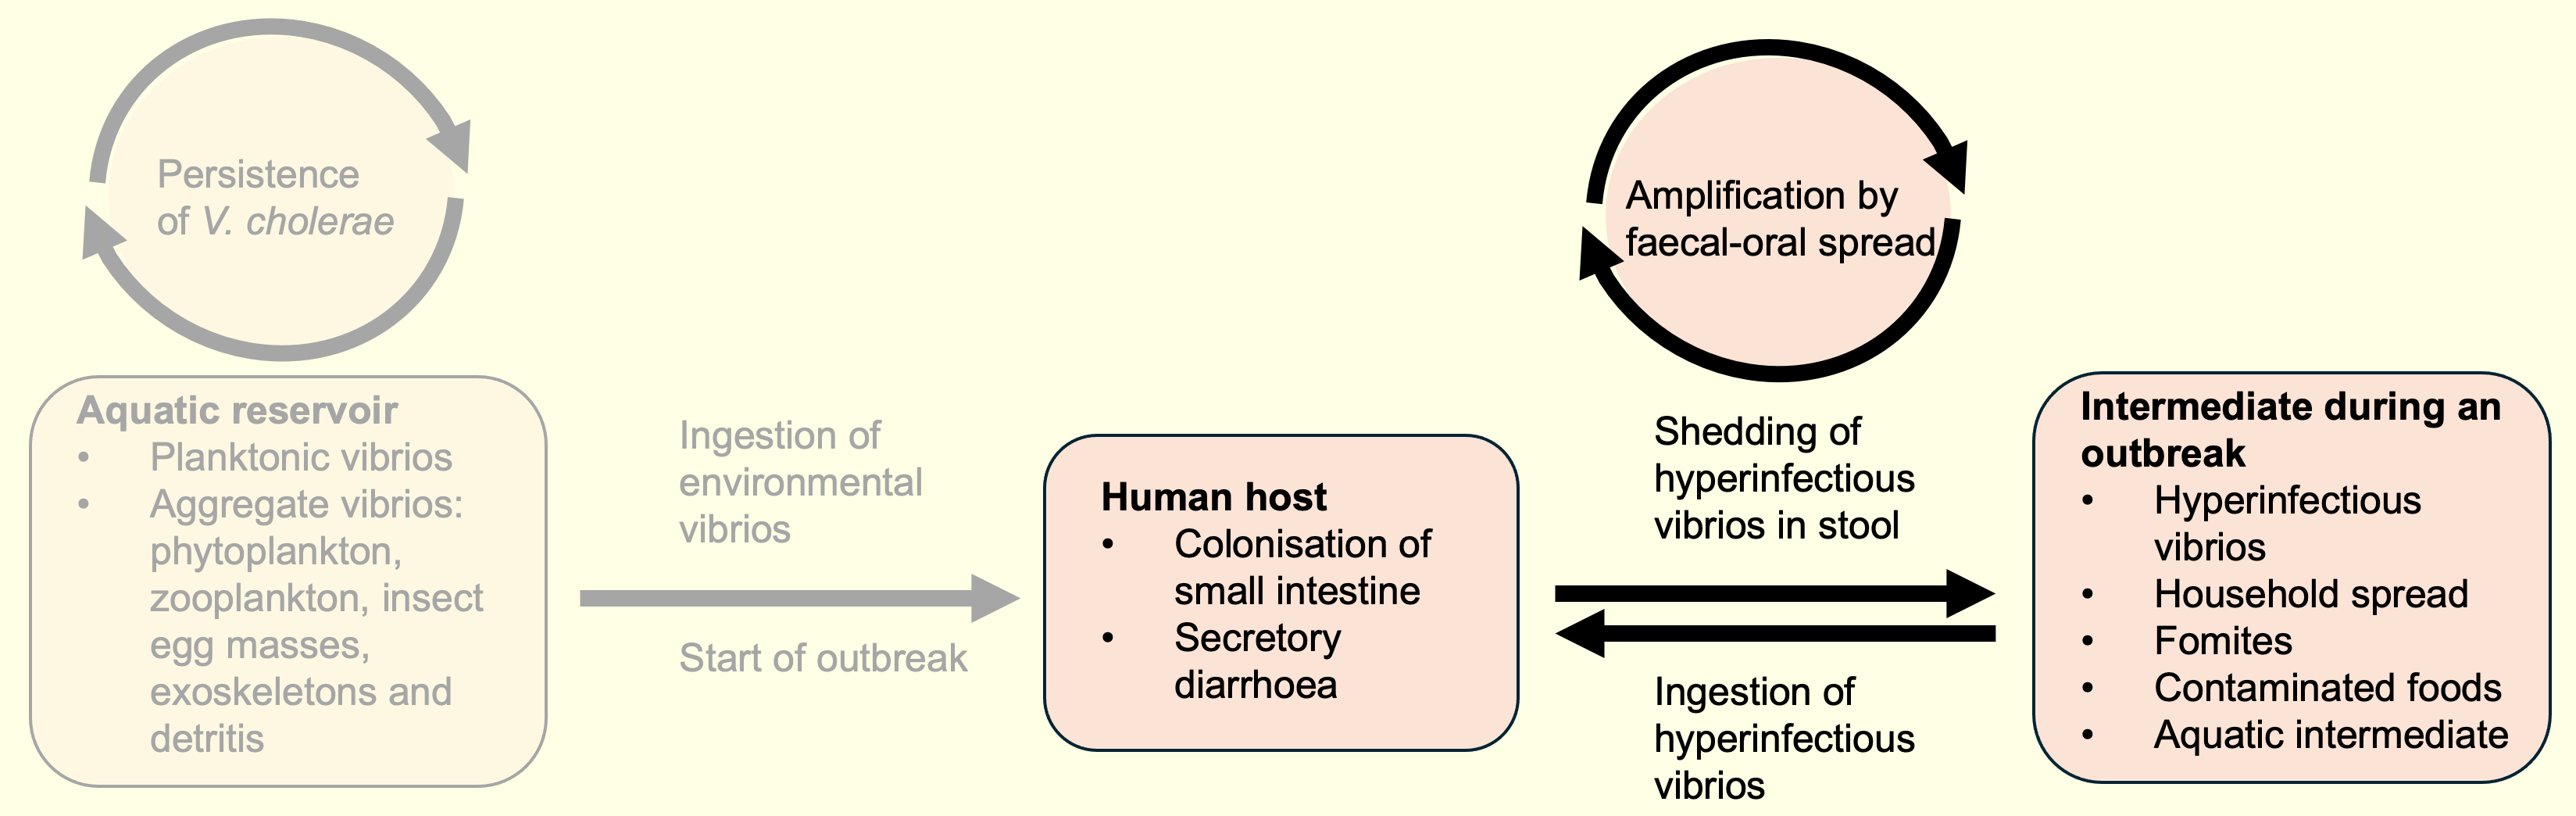 Persistence
of V. cholerae
Aquatic reservoir
• Planktonic vibrios
• Aggregate vibrios:
phytoplankton,
zooplankton, insect
egg masses,
exoskeletons and
detritis
Ingestion of
environmental
vibrios
Start of outbreak
Human host
• Colonisation of
small intestine
• Secretory
diarrhoea
Amplification by
faecal-oral spread
Shedding of
hyperinfectious
vibrios in stool
Ingestion of
hyperinfectious
vibrios
Intermediate during an
outbreak
• Hyperinfectious
vibrios
• Household spread
• Fomites
• Contaminated foods
• Aquatic intermediate